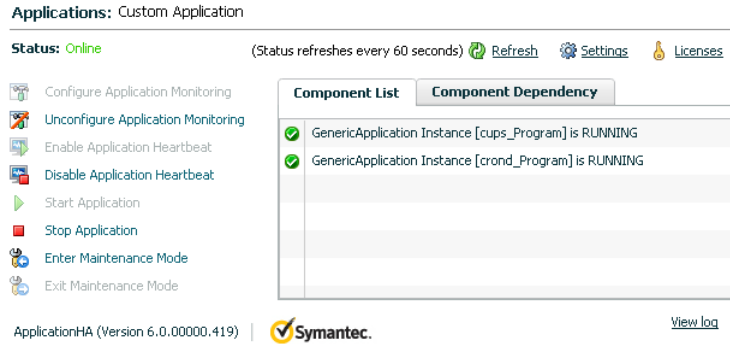 Applications: Custom Application
Status: Online
(Status refreshes every 60 seconds) Refresh Settings Licenses
Configure Application Monitoring
Unconfigure Application Monitoring
Enable Application Heartbeat
Disable Application Heartbeat
Start Application
Stop Application
Enter Maintenance Mode
Exit Maintenance Mode
Component List Component Dependency
GenericApplication Instance [cups_Program] is RUNNING
GenericApplication Instance [crond_Program] is RUNNING
View log
ApplicationHA (Version 6.0.00000.419) Symantec.